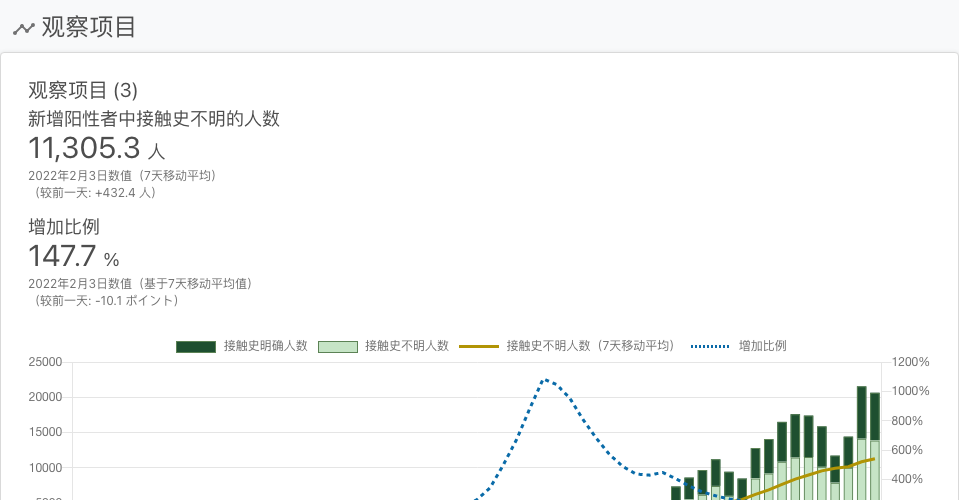 观察项目
观察项目 (3)
新增阳性者中接触史不明的人数
11,305.3 人
2022年2月3日数值（7天移动平均）
（较前一天: +432.4 人）
增加比例
147.7 %
2022年2月3日数值（基于7天移动平均值）
（较前一天: -10.1 ポイント）
接触史明确人数 接触史不明人数 接触史不明人数（7天移动平均） 增加比例
25000 1200%
20000 1000%
15000 800%
10000 600%
400%